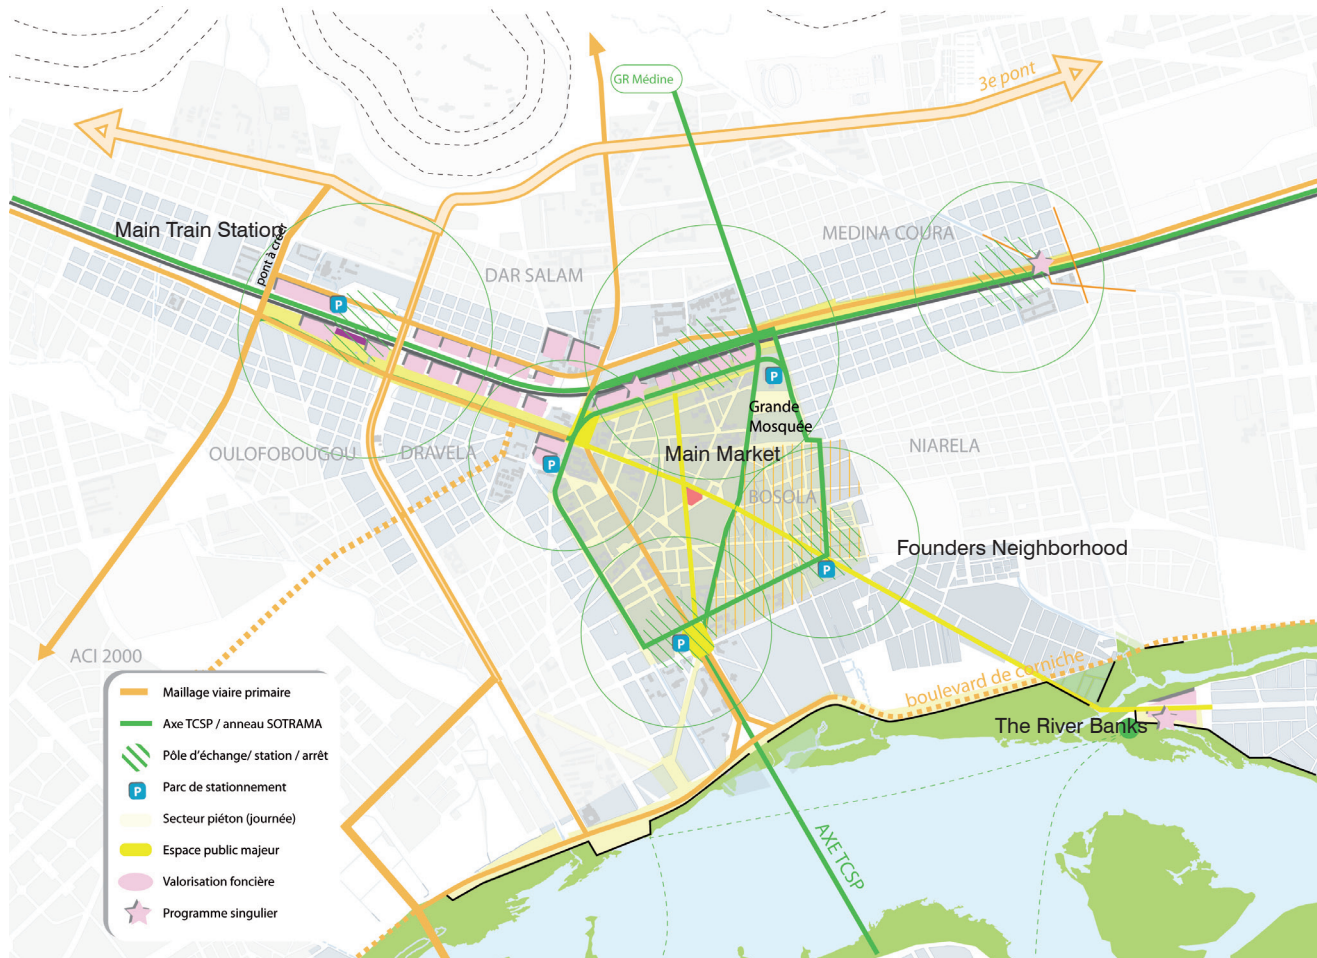 GR Médine
3e pont
Main Train Station
pont à créer
MEDINA COURA
DAR SALAM
P
P
Grande
Mosquée
OULOFOBOUGOU
DRAVELA
P
Main Market
NIARELA
BOSOLA
Founders Neighborhood
P
P
ACI 2000
boulevard de corniche
The River Banks
AXE TCSP
Maillage viaire primaire
Axe TCSP / anneau SOTRAMA
Pôle d'échange/ station / arrêt
P
Parc de stationnement
Secteur piéton (journée)
Espace public majeur
Valorisation foncière
Programme singulier